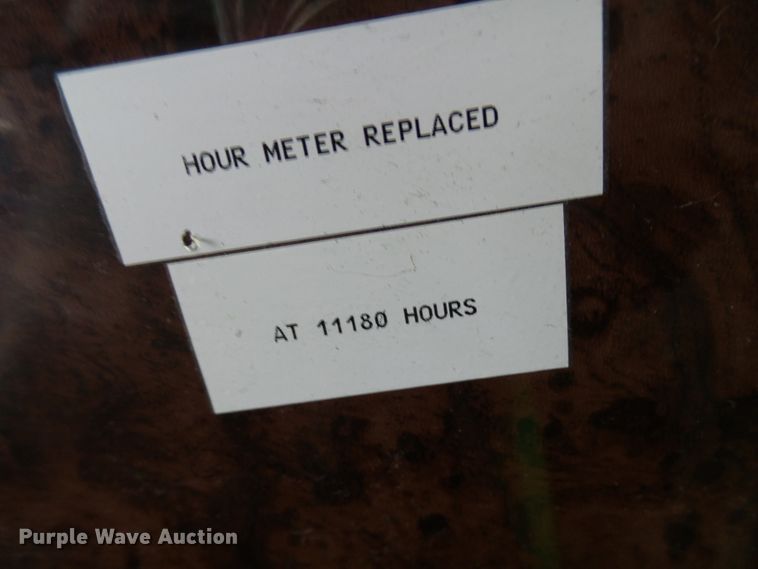 HOUR METER REPLACED
AT 11180 HOURS
Purple Wave Auction